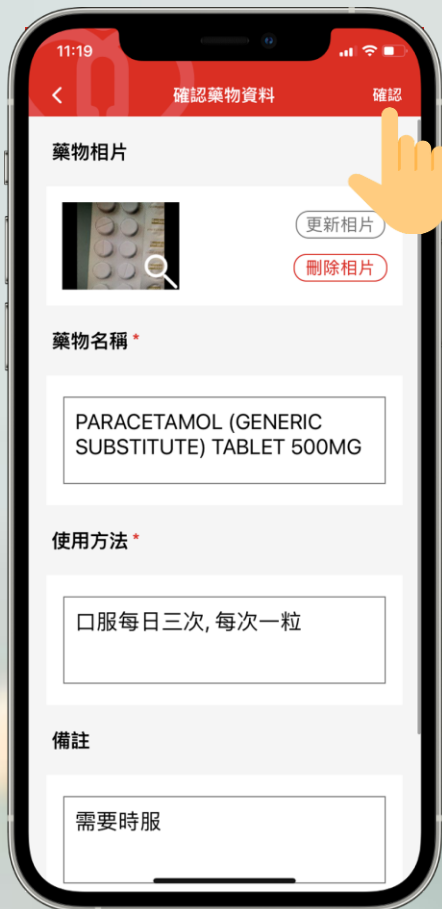 11:19
確認藥物資料
確認
藥物相片
更新相片
刪除相片
藥物名稱 *
PARACETAMOL (GENERIC
SUBSTITUTE) TABLET 500MG
使用方法 *
口服每日三次, 每次一粒
備註
需要時服